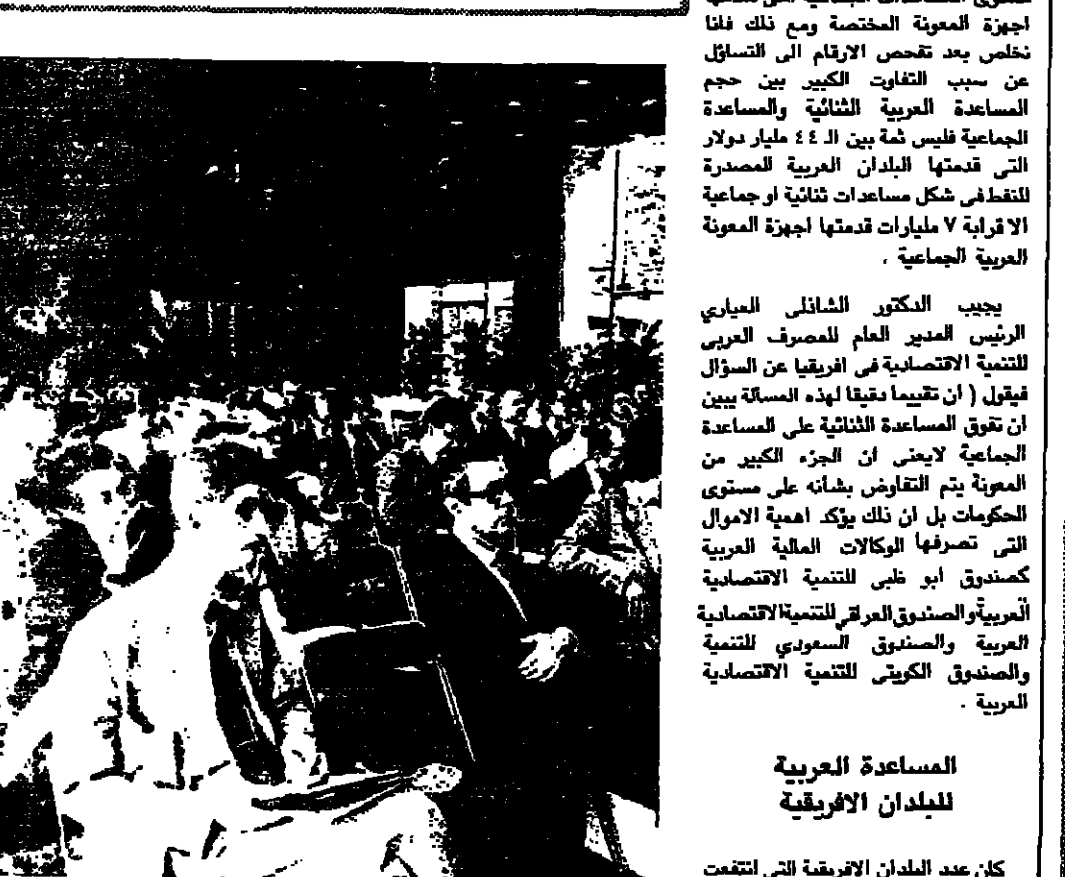 اجهزة المعونة المختصة ومع ذلك فانا
نخلص بعد تفحص الارقام الى التساؤل
عن سبب التفاوت الكبير بين حجم
المساعدة العربية الثنائية والمساعدة
الجماعية فليس ثمة بين الـ ٤٤ مليار دولار
التى قدمتها البلدان العربية المصدرة
للنفط فى شكل مساعدات ثنائية او جماعية
الا قرابة ٧ مليارات قدمتها اجهزة المعونة
العربية الجماعية .
يجيب الدكتور الشاذلى العياري
الرئيس المدير العام للمصرف العربى
للتنمية الاقتصادية فى افريقيا عن السؤال
فيقول ( ان تقييما دقيقا لهذه المسألة يبين
ان تفوق المساعدة الثنائية على المساعدة
الجماعية لايعنى ان الجزء الكبير من
المعونة يتم التفاوض بشأنه على مستوى
الحكومات بل ان ذلك يؤكد اهمية الاموال
التى تصرفها الوكالات المالية العربية
كصندوق ابو ظبى للتنمية الاقتصادية
العربية والصندوق العراقي للتنمية الاقتصادية
العربية والصندوق السعودي للتنمية
والصندوق الكويتى للتنمية الاقتصادية
العربية .
المساعدة العربية
للبلدان الافريقية
كان عدد البلدان الافريقية التى انتفعت